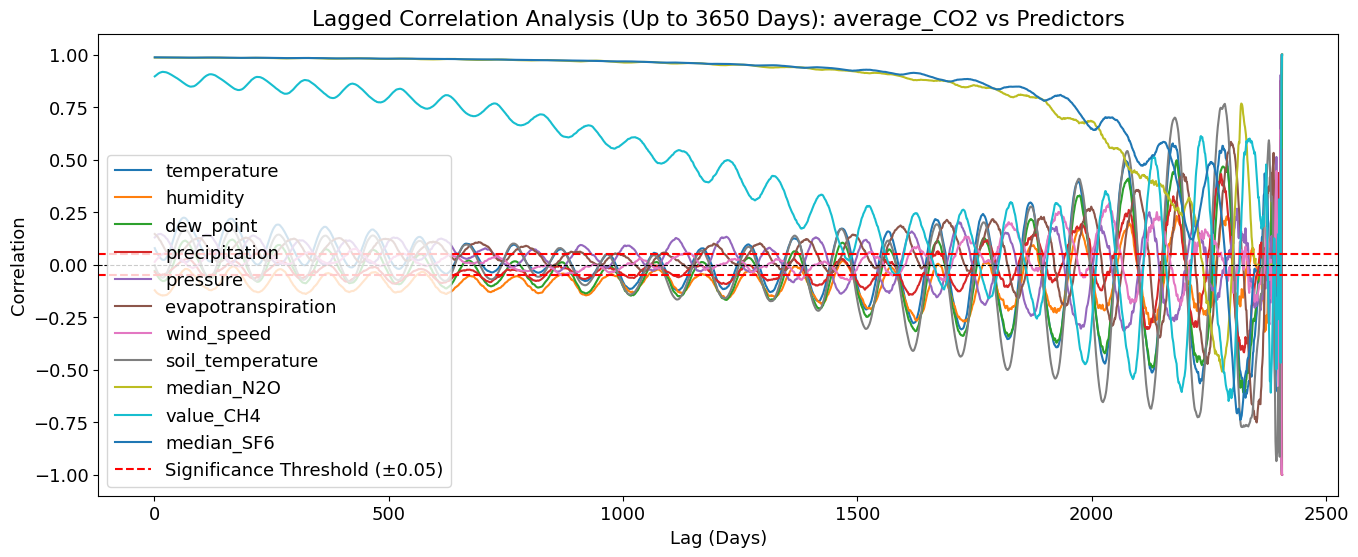 Lagged Correlation Analysis (Up to 3650 Days): average_CO2 vs Predictors
Correlation
1.00
0.75
0.50
0.25
0.00
−0.25
−0.50
−0.75
−1.00
temperature
humidity
dew_point
precipitation
pressure
evapotranspiration
wind_speed
soil_temperature
median_N2O
value_CH4
median_SF6
Significance Threshold (±0.05)
0
500
1000
1500
2000
2500
Lag (Days)